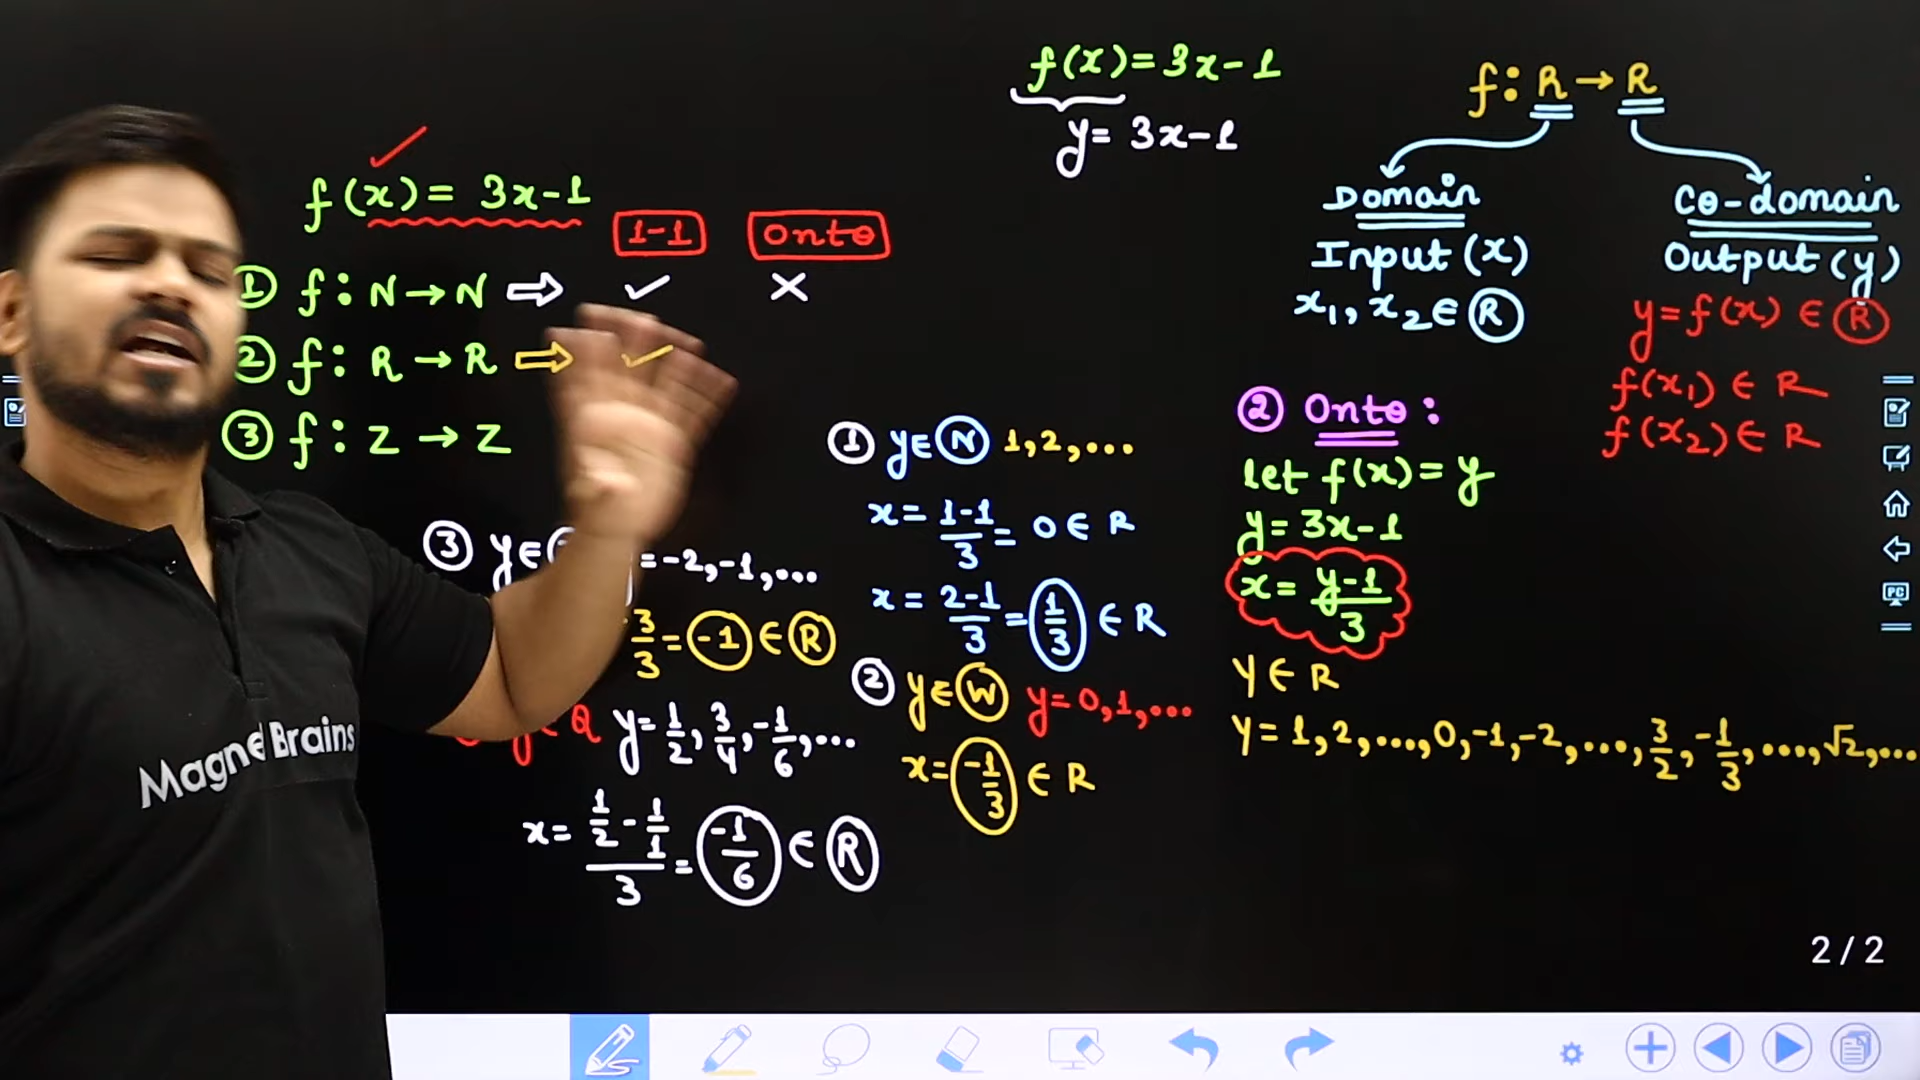 f(x) = 3x-1
1-1 Onto
① f : N → N ⇨ ✓ ×
② f : R → R ⇨ ✓
③ f : Z → Z
f(x) = 3x-1
y = 3x-1
f : R → R
Domain
Input (x)
x₁, x₂ ∈ R
Co-domain
Output (y)
y = f(x) ∈ R
f(x₁) ∈ R
f(x₂) ∈ R
③ y ∈ = -2, -1, ...
3/3 = -1 ∈ R
Q y = 1/2, 3/4, -1/6, ...
x = (1/2 - 1/1)/3 = -1/6 ∈ R
① y ∈ N 1, 2, ...
x = (1-1)/3 = 0 ∈ R
x = (2-1)/3 = 1/3 ∈ R
② y ∈ W y = 0, 1, ...
x = -1/3 ∈ R
② Onto :
let f(x) = y
y = 3x-1
x = (y-1)/3
y ∈ R
y = 1, 2, ..., 0, -1, -2, ..., 3/2, -1/3, ..., √2, ...
Magnet Brains
PC
2 / 2